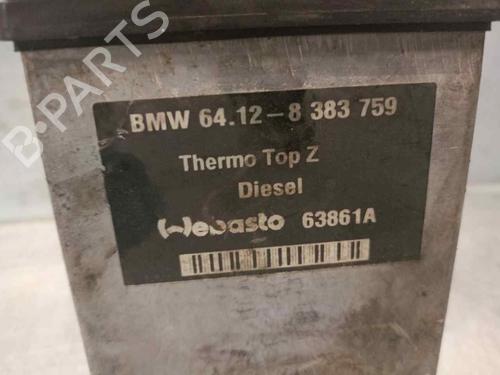 BMW 64.12-8 383 759
Thermo Top Z
Diesel
Webasto 63861A
B-PARTS